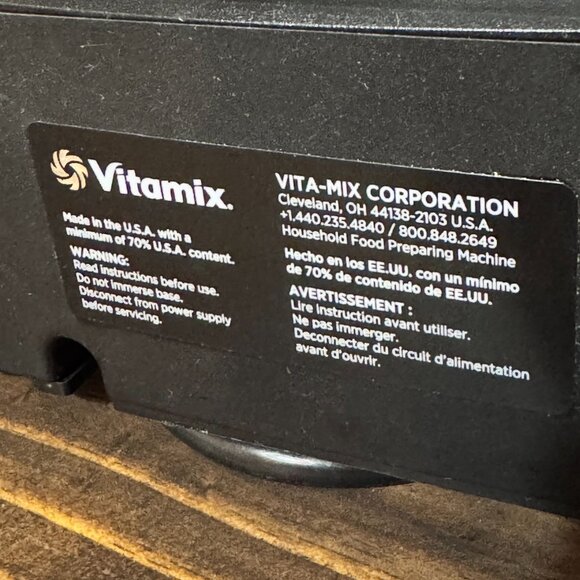 Vitamix.
Made in the U.S.A. with a
minimum of 70% U.S.A. content.
WARNING:
Read instructions before use.
Do not immerse base.
Disconnect from power supply
before servicing.
VITA-MIX CORPORATION
Cleveland, OH 44138-2103 U.S.A.
+1.440.235.4840 / 800.848.2649
Household Food Preparing Machine
Hecho en los EE.UU. con un mínimo
de 70% de contenido de EE.UU.
AVERTISSEMENT :
Lire instruction avant utiliser.
Ne pas immerger.
Deconnecter du circuit d'alimentation
avant d'ouvrir.